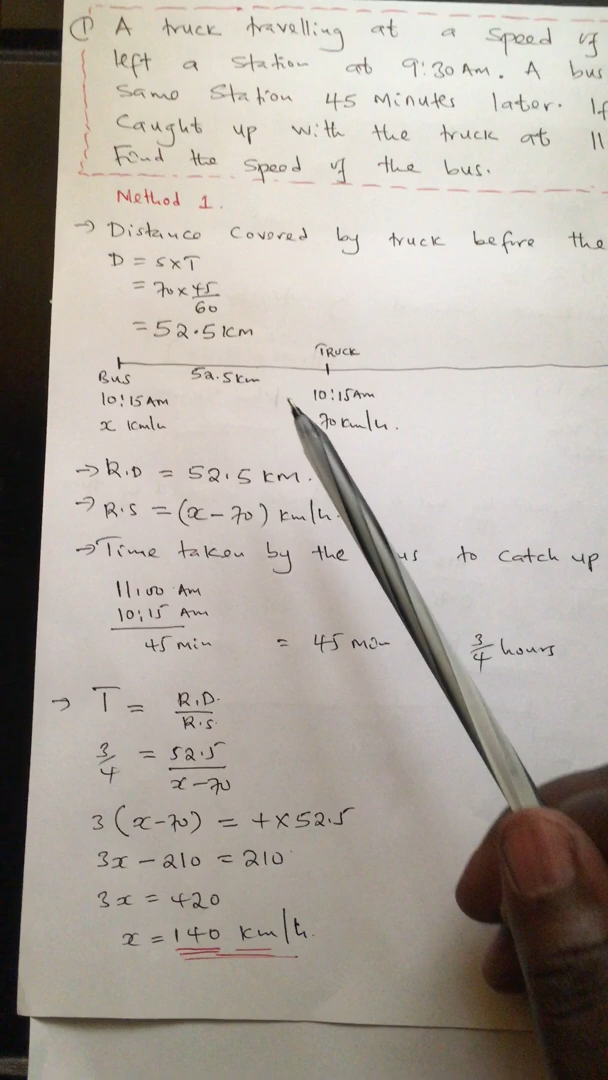 ① A truck travelling at a speed of
left a station at 9:30 Am. A bus
same station 45 Minutes later. If
caught up with the truck at 11
Find the speed of the bus.
Method 1.
→ Distance covered by truck before the
D = S x T
= 70 x 45/60
= 52.5 km
TRUCK
Bus 52.5 km
10:15 AM 10:15 AM
x km/h 70 km/h.
→ R.D = 52.5 KM.
→ R.S = (x - 70) km/h.
→ Time taken by the us to catch up
11:00 Am
10:15 Am
45 min = 45 3/4 hours
→ T = R.D./R.S.
3/4 = 52.5/x - 70
3(x - 70) = 4 x 52.5
3x - 210 = 210
3x = 420
x = 140 km/h.